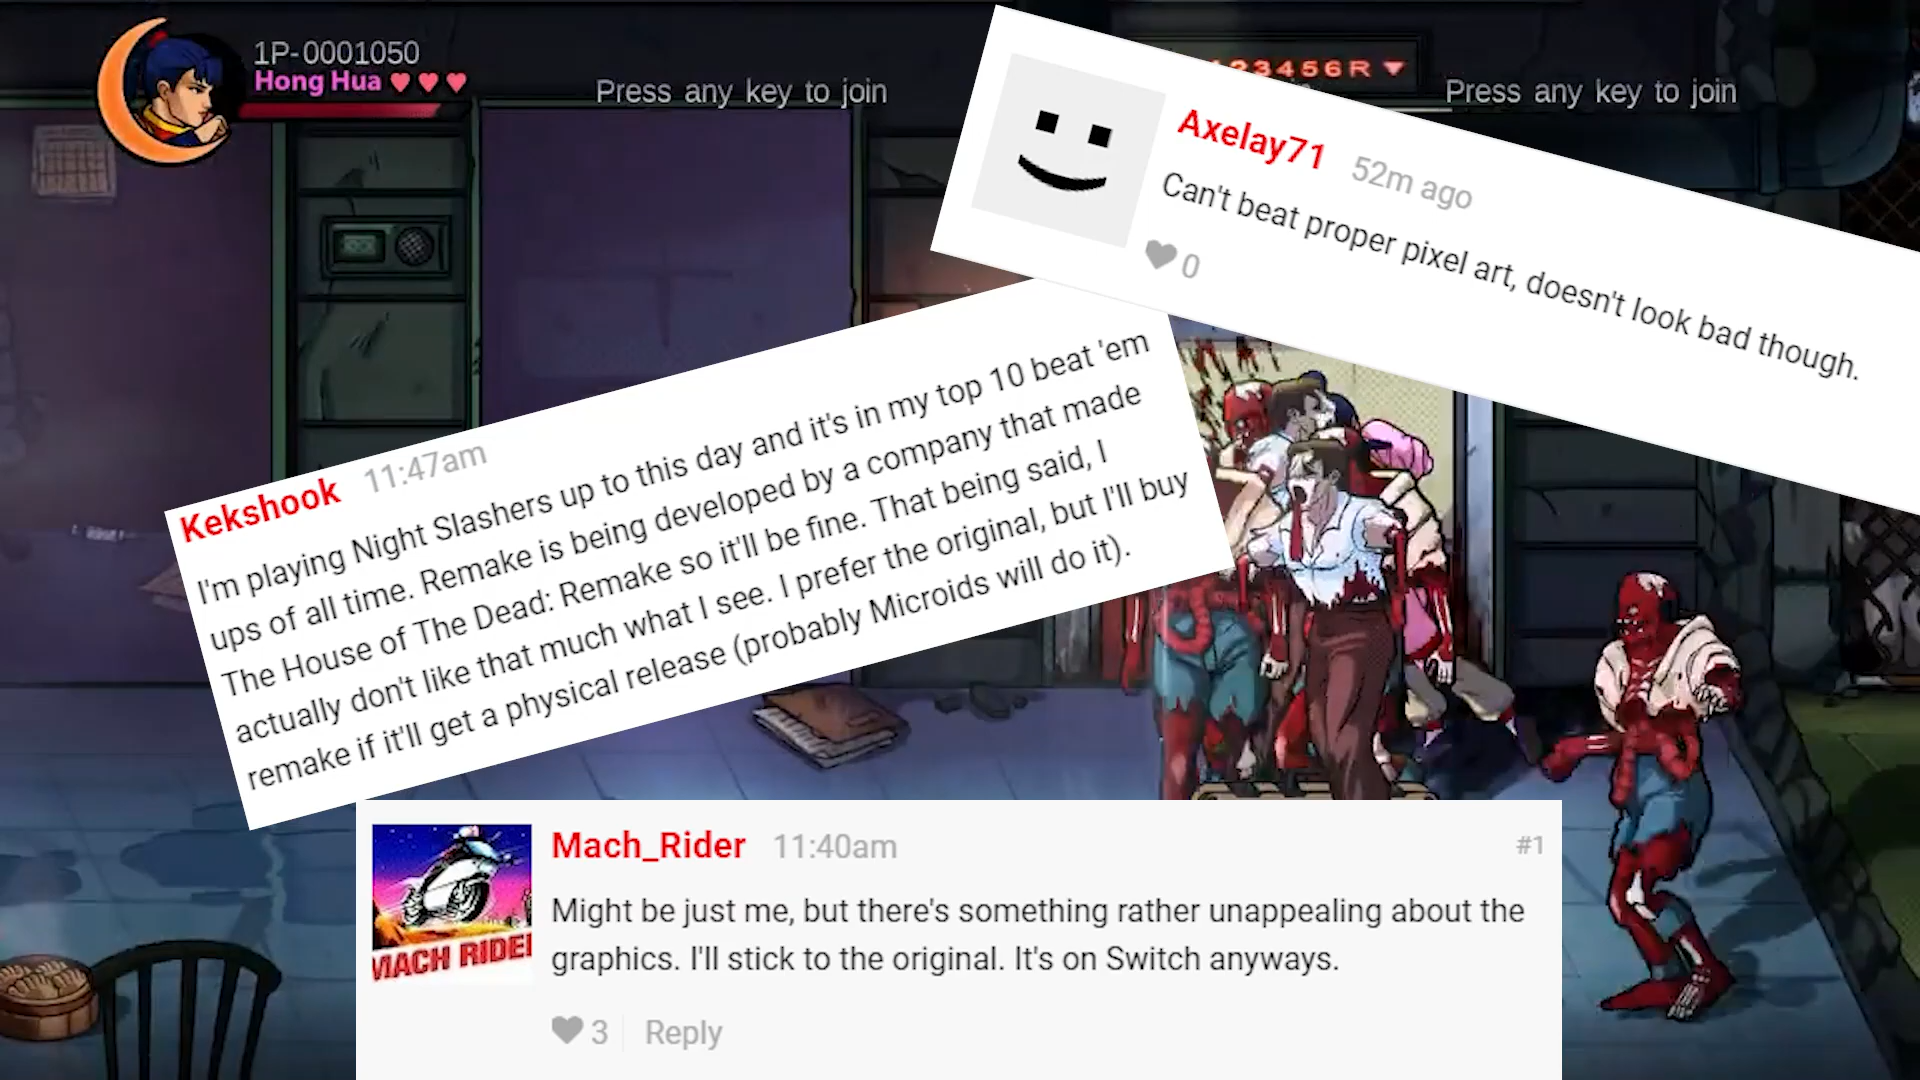 1P-0001050
Hong Hua
Press any key to join
123456R
Press any key to join
Axelay71 52m ago
Can't beat proper pixel art, doesn't look bad though.
0
Kekshook 11:47am
I'm playing Night Slashers up to this day and it's in my top 10 beat 'em
ups of all time. Remake is being developed by a company that made
The House of The Dead: Remake so it'll be fine. That being said, I
actually don't like that much what I see. I prefer the original, but I'll buy
remake if it'll get a physical release (probably Microids will do it).
Mach_Rider 11:40am #1
MACH RIDER
Might be just me, but there's something rather unappealing about the
graphics. I'll stick to the original. It's on Switch anyways.
3 Reply